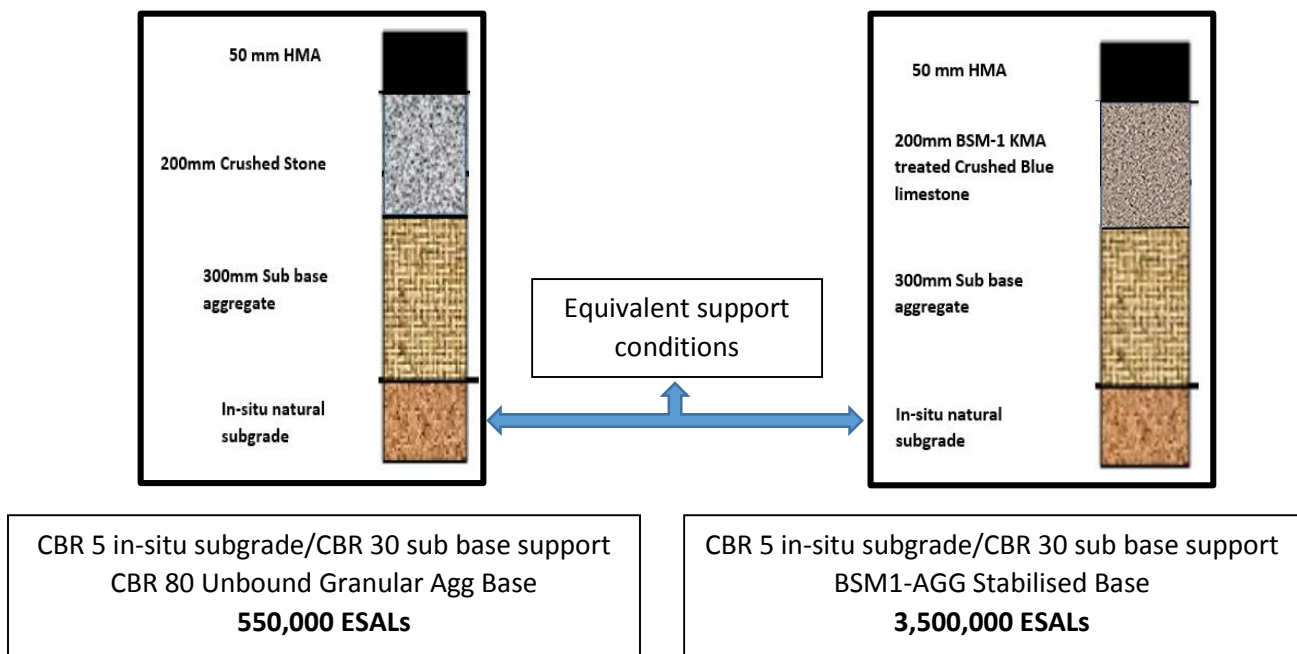 50 mm HMA
200mm Crushed Stone
300mm Sub base
aggregate
In-situ natural
subgrade
Equivalent support
conditions
50 mm HMA
200mm BSM-1 KMA
treated Crushed Blue
limestone
300mm Sub base
aggregate
In-situ natural
subgrade
CBR 5 in-situ subgrade/CBR 30 sub base support
CBR 80 Unbound Granular Agg Base
550,000 ESALs
CBR 5 in-situ subgrade/CBR 30 sub base support
BSM1-AGG Stabilised Base
3,500,000 ESALs